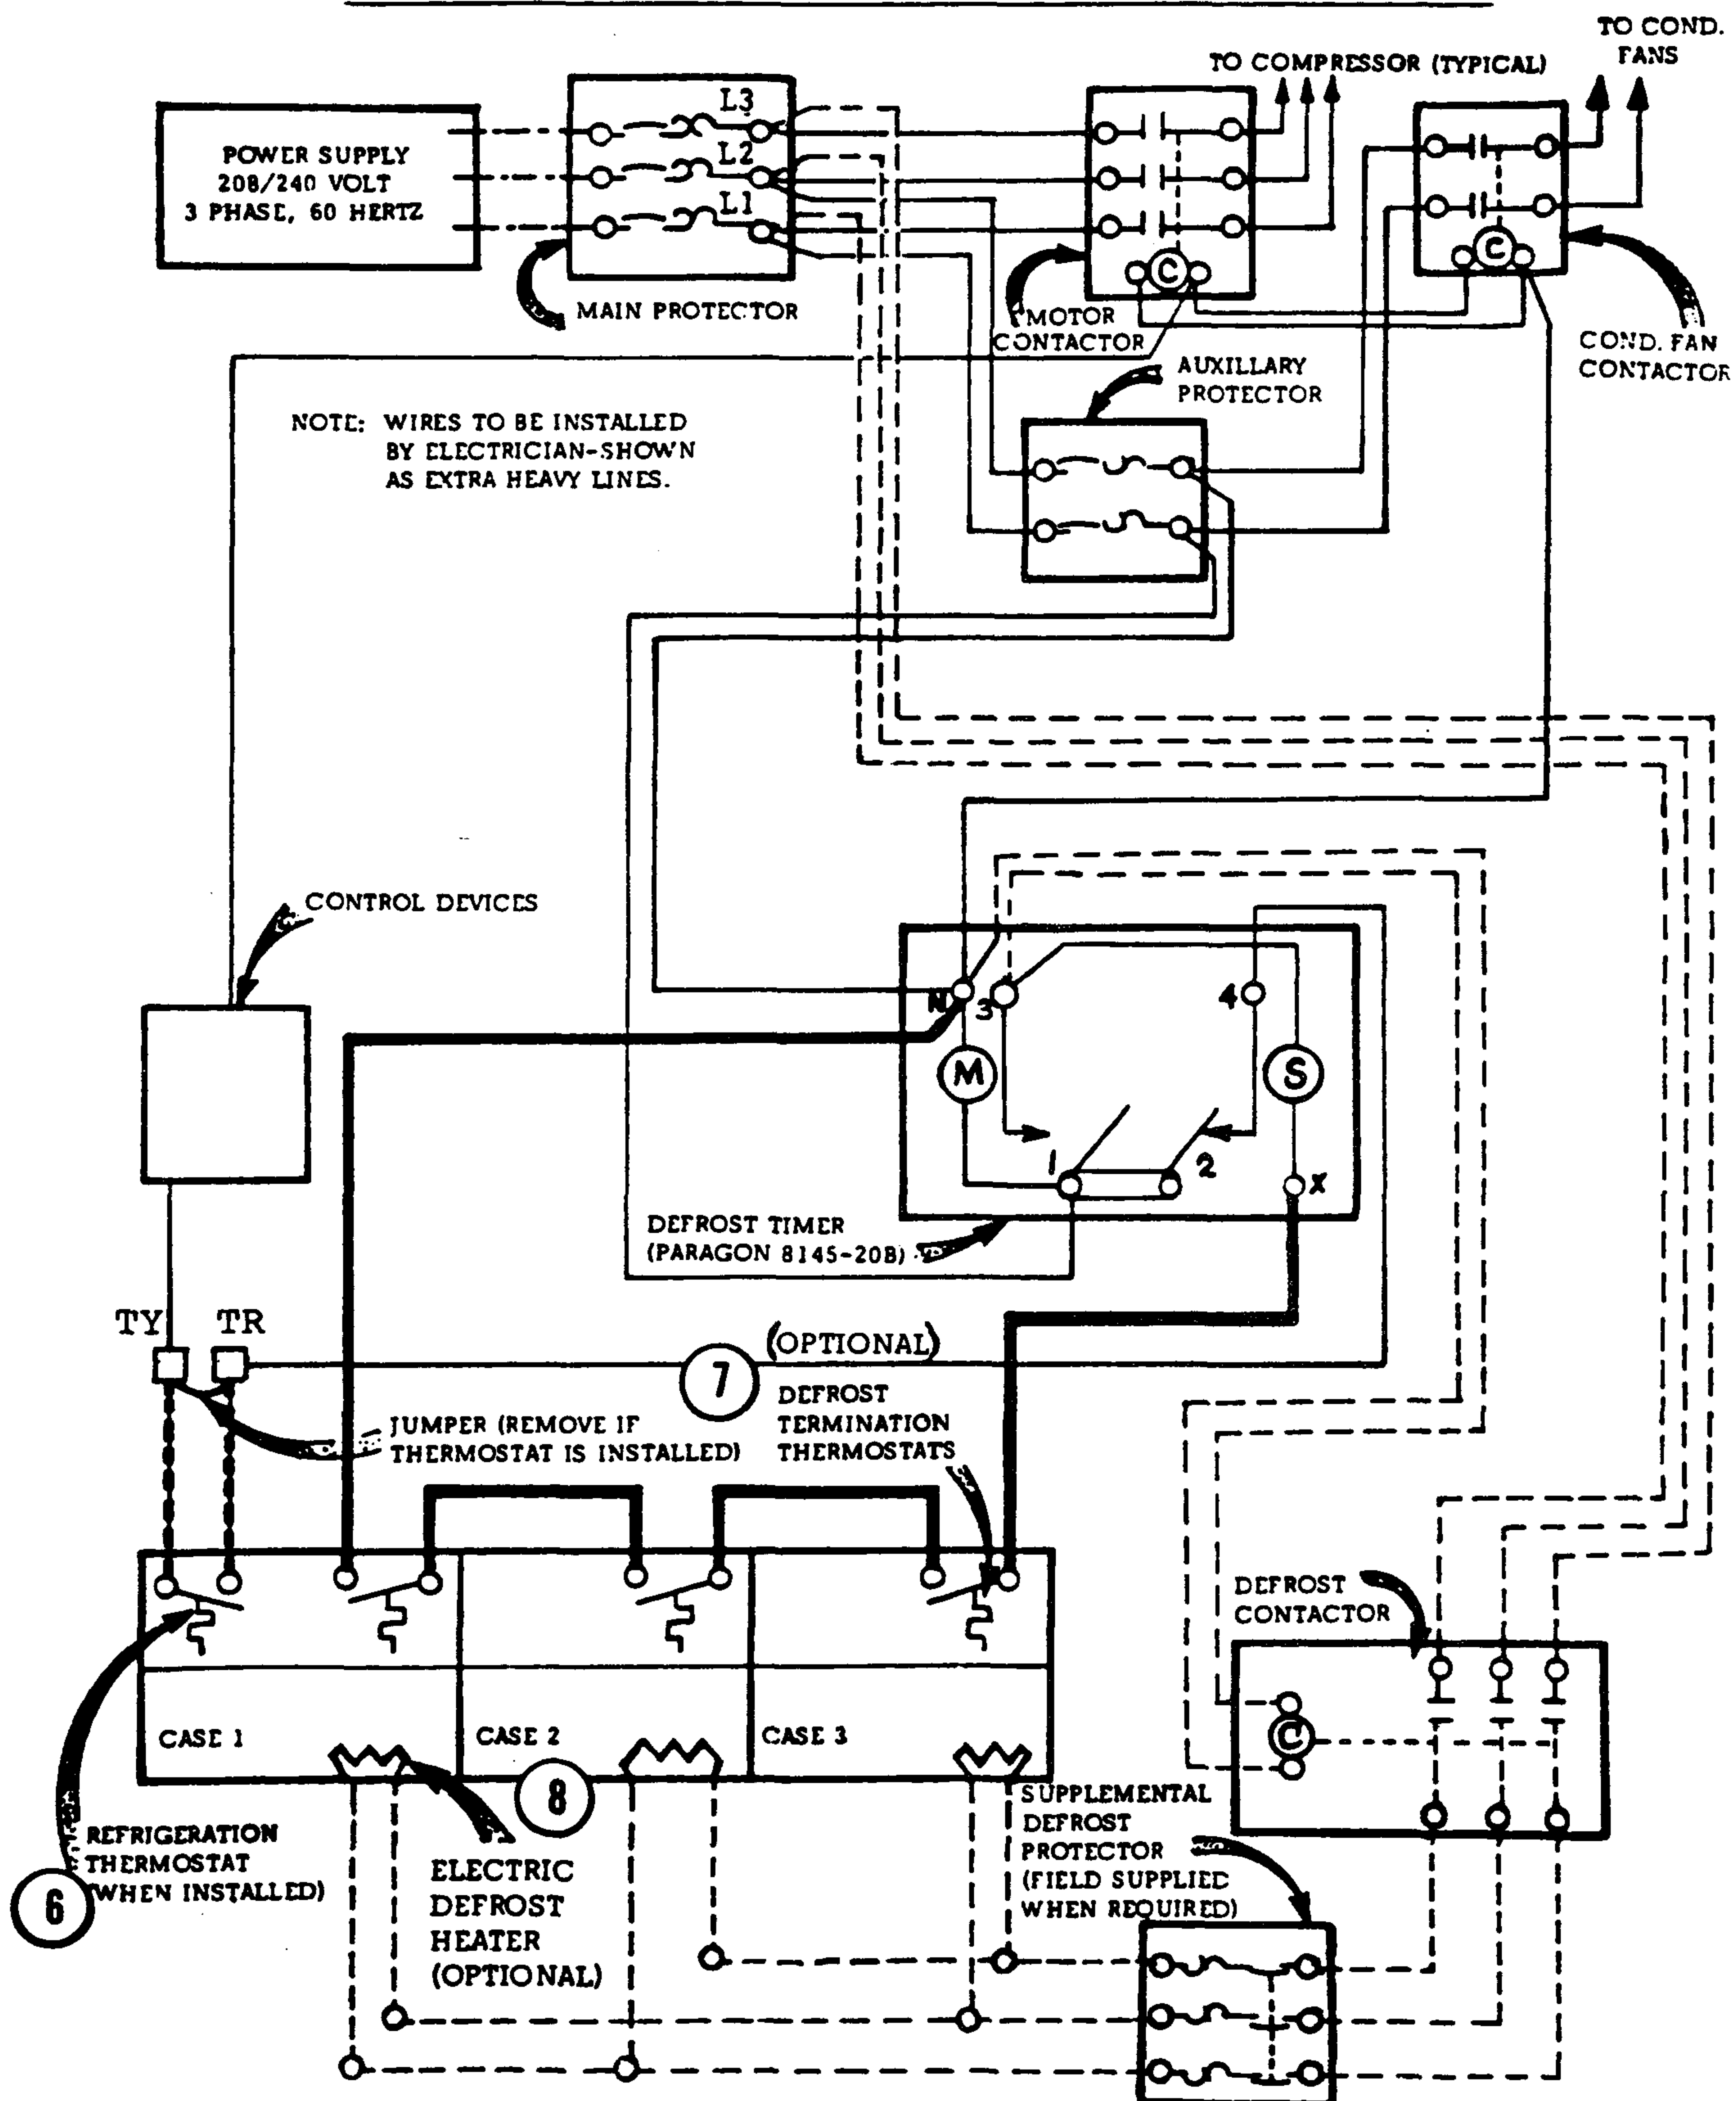 TO COND.
FANS
TO COMPRESSOR (TYPICAL)
L3
L2
L1
POWER SUPPLY
208/240 VOLT
3 PHASE, 60 HERTZ
C
C
MAIN PROTECTOR
MOTOR
CONTACTOR
COND. FAN
CONTACTOR
AUXILLARY
PROTECTOR
NOTE: WIRES TO BE INSTALLED
BY ELECTRICIAN-SHOWN
AS EXTRA HEAVY LINES.
CONTROL DEVICES
N
3
4
M
S
1
2
X
DEFROST TIMER
(PARAGON 8145-20B)
TY
TR
7
(OPTIONAL)
DEFROST
TERMINATION
THERMOSTATS
JUMPER (REMOVE IF
THERMOSTAT IS INSTALLED)
DEFROST
CONTACTOR
C
CASE 1
CASE 2
CASE 3
8
6
REFRIGERATION
THERMOSTAT
(WHEN INSTALLED)
ELECTRIC
DEFROST
HEATER
(OPTIONAL)
SUPPLEMENTAL
DEFROST
PROTECTOR
(FIELD SUPPLIED
WHEN REQUIRED)